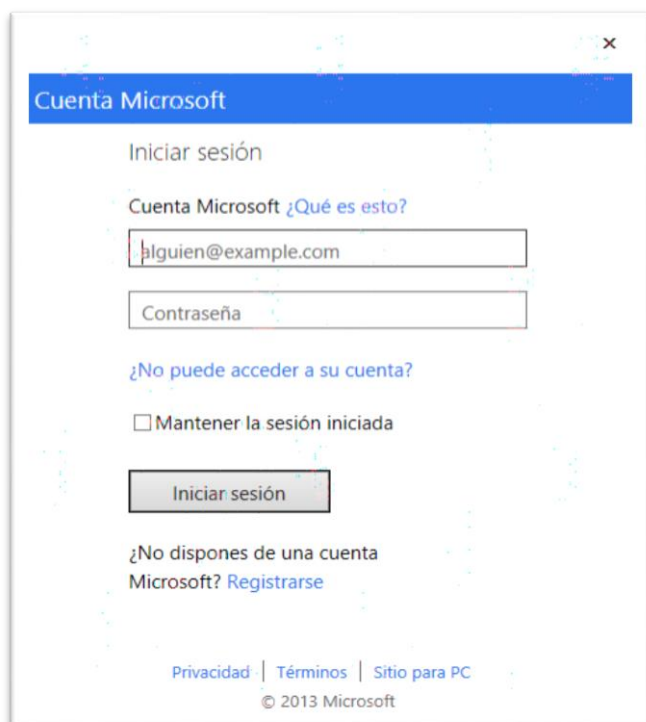 ×
Cuenta Microsoft
Iniciar sesión
Cuenta Microsoft ¿Qué es esto?
alguien@example.com
Contraseña
¿No puede acceder a su cuenta?
Mantener la sesión iniciada
Iniciar sesión
¿No dispones de una cuenta
Microsoft? Registrarse
Privacidad | Términos | Sitio para PC
© 2013 Microsoft